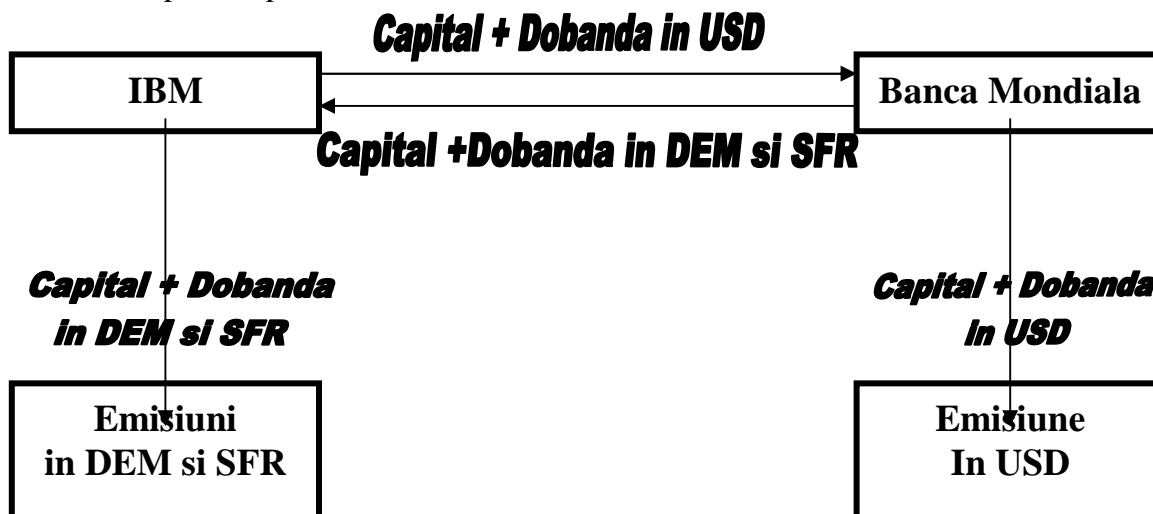 Capital + Dobanda in USD
IBM
Banca Mondiala
Capital +Dobanda in DEM si SFR
Capital + Dobanda
in DEM si SFR
Capital + Dobanda
In USD
Emisiuni
in DEM si SFR
Emisiune
In USD